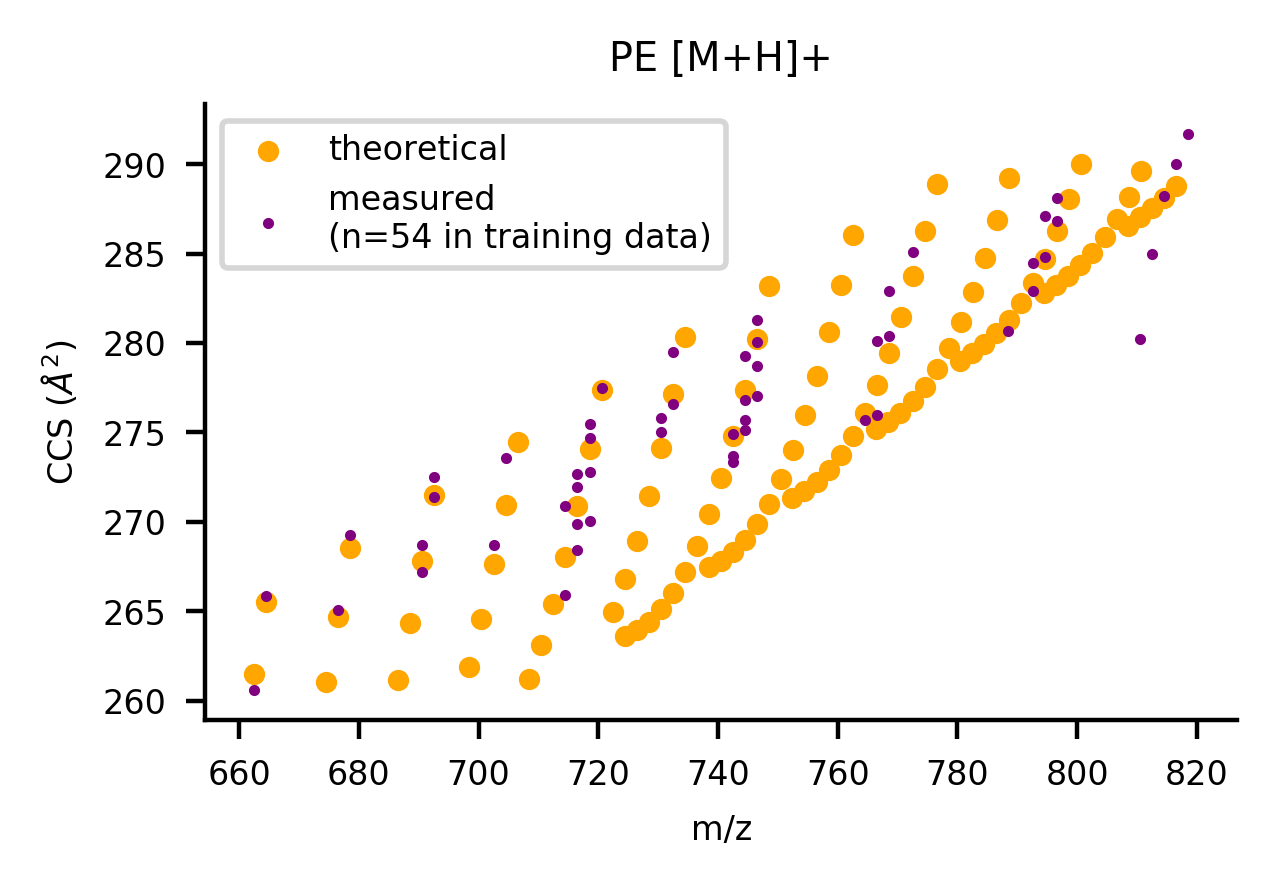 PE [M+H]+
theoretical
measured
(n=54 in training data)
CCS (Å²)
290
285
280
275
270
265
260
660 680 700 720 740 760 780 800 820
m/z